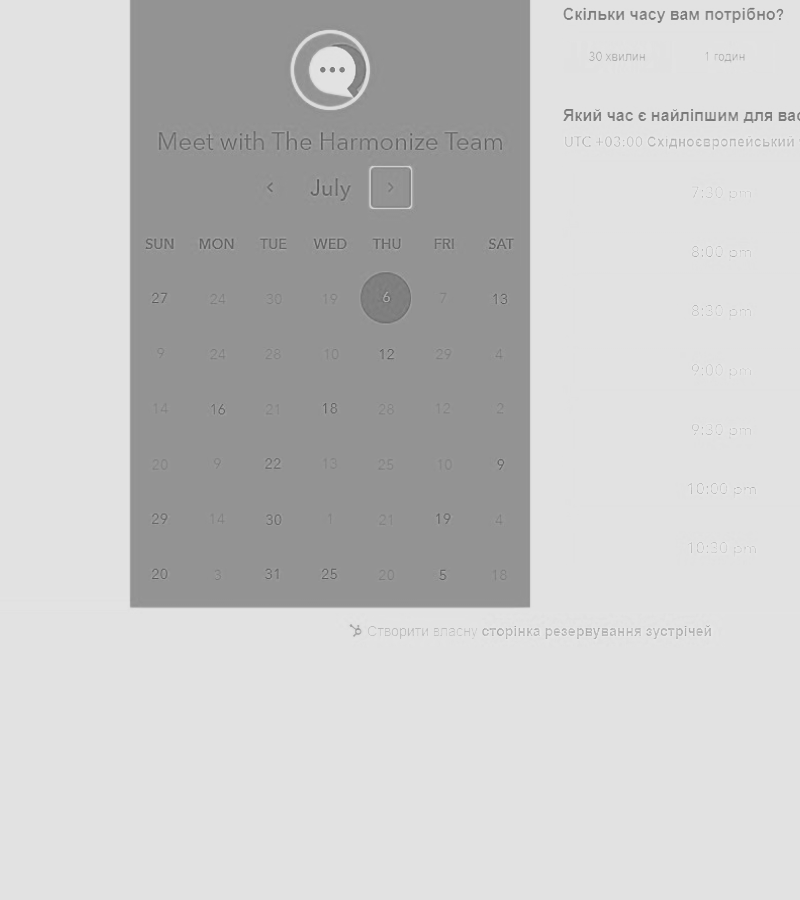 Meet with The Harmonize Team
July
SUN MON TUE WED THU FRI SAT
27 24 30 19 6 7 13
9 24 28 10 12 29 4
14 16 21 18 28 12 2
20 9 22 13 25 10 9
29 14 30 1 21 19 4
20 3 31 25 20 5 18
Скільки часу вам потрібно?
30 хвилин 1 годин
Який час є найліпшим для вас
UTC +03:00 Східноєвропейський
7:30 pm
8:00 pm
8:30 pm
9:00 pm
9:30 pm
10:00 pm
10:30 pm
Створити власну сторінка резервування зустрічей